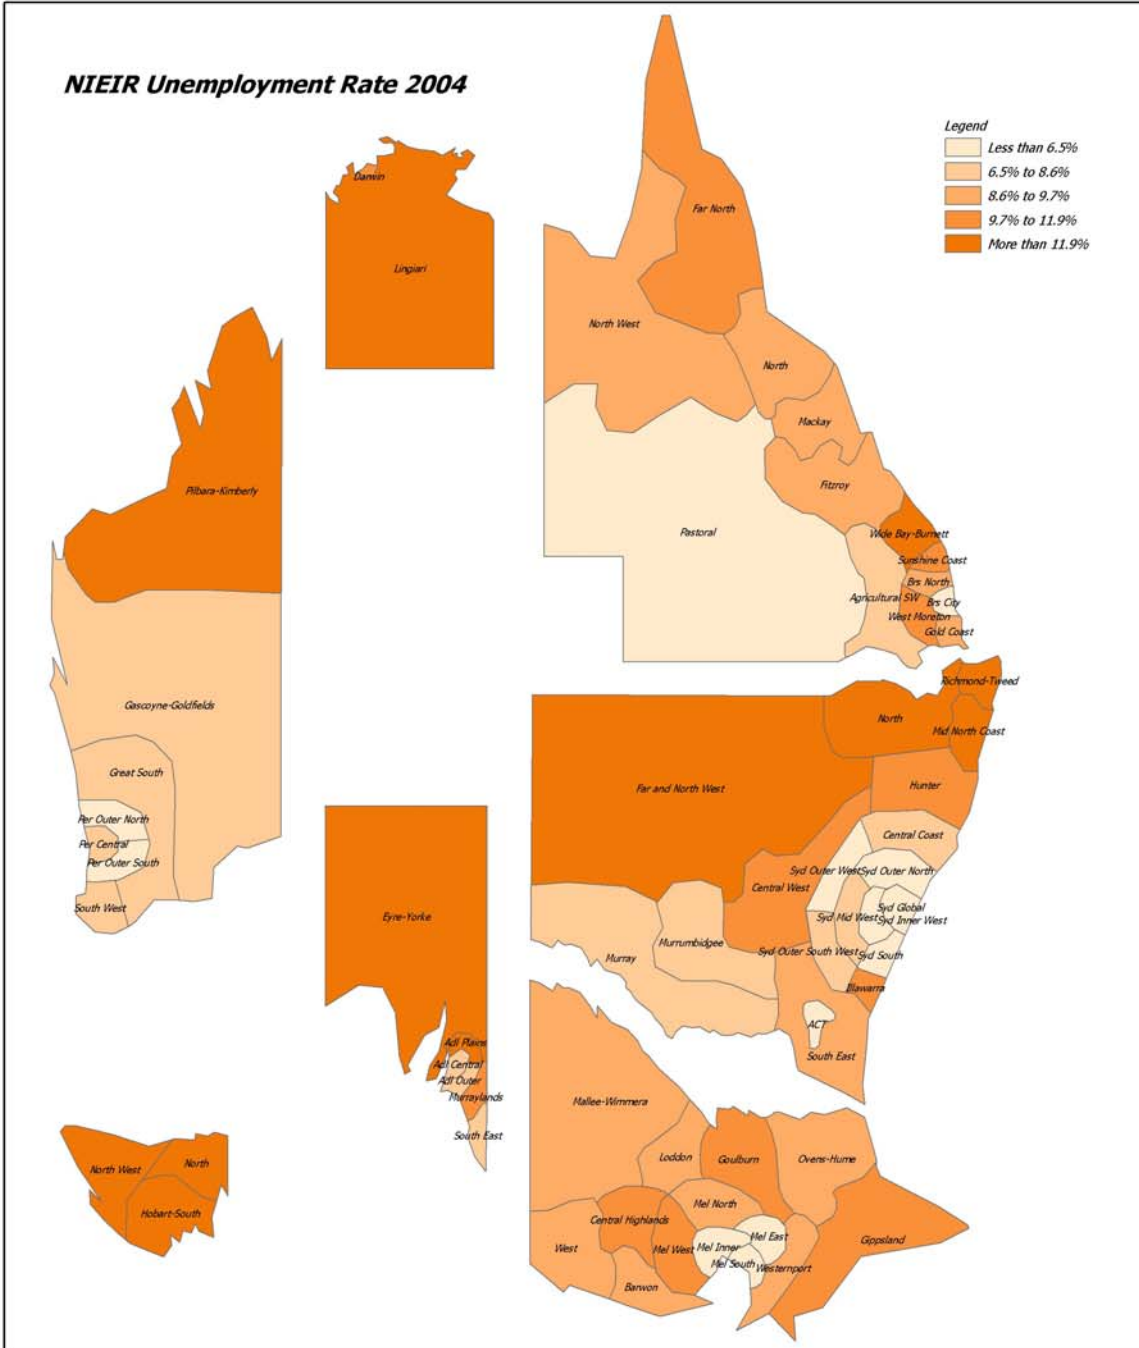 NIEIR Unemployment Rate 2004
Legend
Less than 6.5%
6.5% to 8.6%
8.6% to 9.7%
9.7% to 11.9%
More than 11.9%
Darwin
Lingiari
Far North
North West
North
Mackay
Fitzroy
Pastoral
Wide Bay-Burnett
Sunshine Coast
Brs North
Agricultural SW
Brs City
West Moreton
Gold Coast
Pilbara-Kimberly
Gascoyne-Goldfields
Great South
Per Outer North
Per Central
Per Outer South
South West
Richmond-Tweed
North
Mid North Coast
Far and North West
Hunter
Central Coast
Syd Outer West
Syd Outer North
Central West
Syd Global
Syd Mid West
Syd Inner West
Murrumbidgee
Syd Outer South West
Syd South
Murray
Illawarra
ACT
South East
Eyre-Yorke
Adl Plains
Adl Central
Adl Outer
Murraylands
South East
North West
North
Hobart-South
Mallee-Wimmera
Loddon
Goulburn
Ovens-Hume
Mel North
Central Highlands
Mel East
Gippsland
West
Mel West
Mel Inner
Mel South
Westernport
Barwon